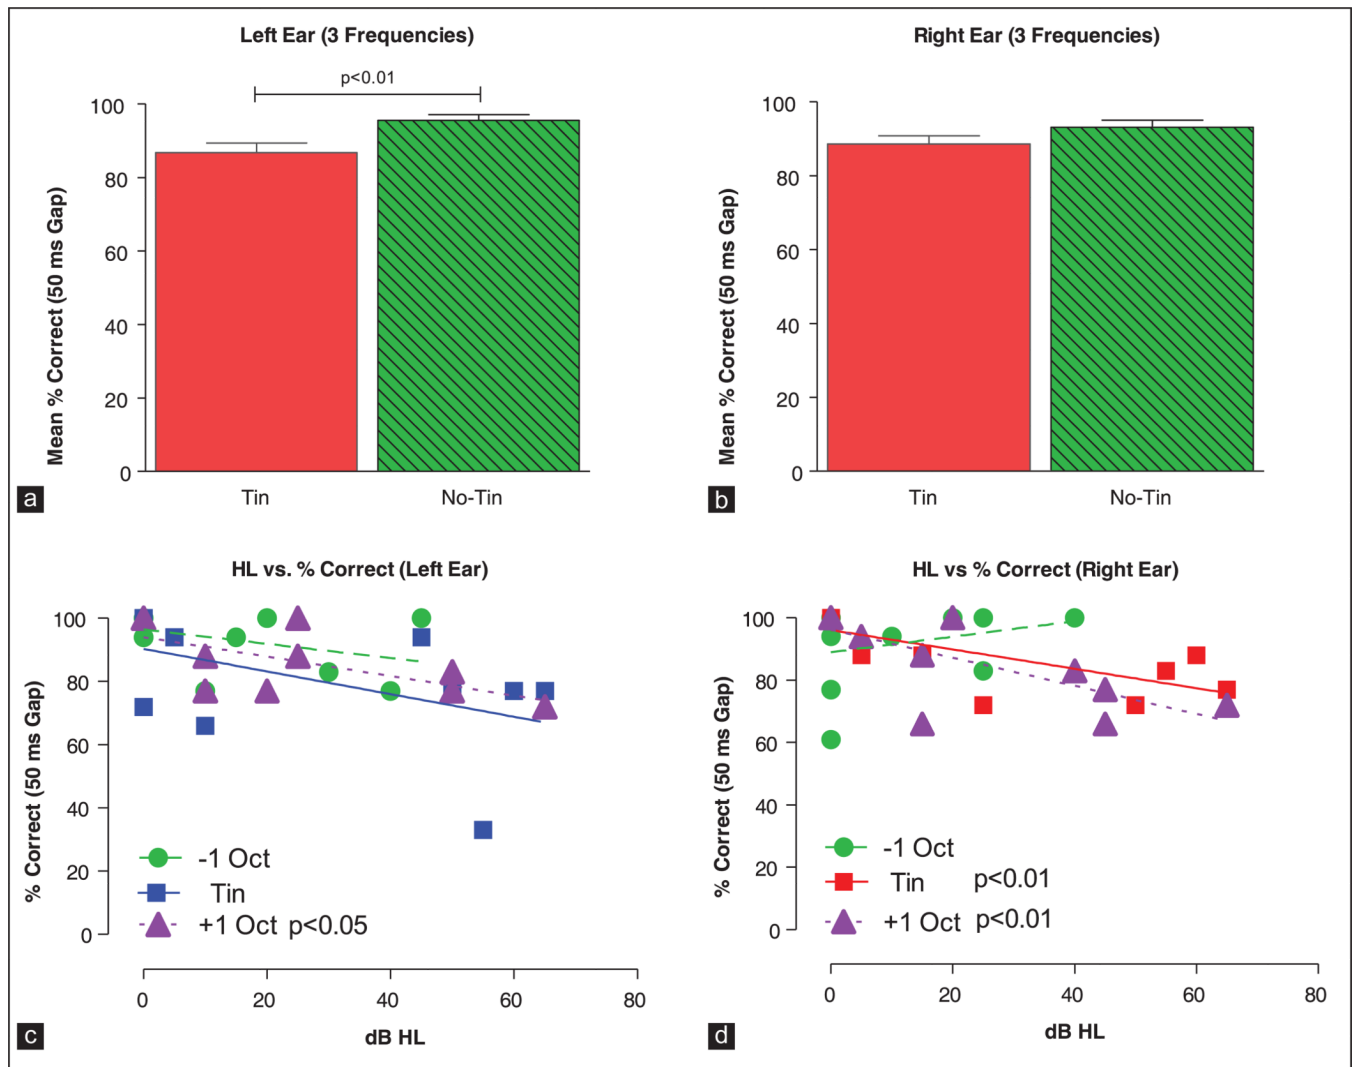 Left Ear (3 Frequencies)
p<0.01
Mean % Correct (50 ms Gap)
100
80
60
40
20
0
Tin No-Tin
a
Right Ear (3 Frequencies)
Mean % Correct (50 ms Gap)
100
80
60
40
20
0
Tin No-Tin
b
HL vs. % Correct (Left Ear)
% Correct (50 ms Gap)
100
80
60
40
20
0
-1 Oct
Tin
+1 Oct p<0.05
0 20 40 60 80
dB HL
c
HL vs % Correct (Right Ear)
% Correct (50 ms Gap)
100
80
60
40
20
0
-1 Oct
Tin p<0.01
+1 Oct p<0.01
0 20 40 60 80
dB HL
d